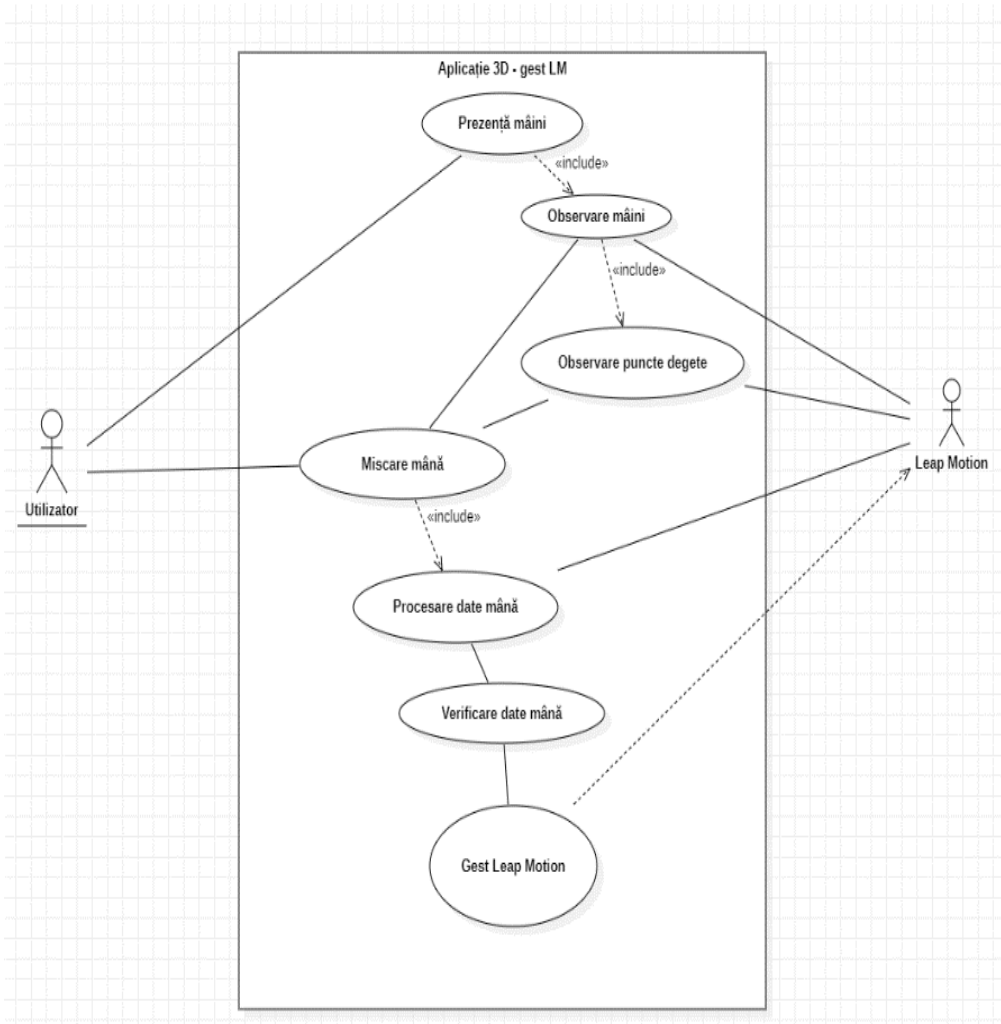 Aplicație 3D - gest LM
Prezență mâini
«include»
Observare mâini
«include»
Observare puncte degete
Miscare mână
Leap Motion
Utilizator
«include»
Procesare date mână
Verificare date mână
Gest Leap Motion